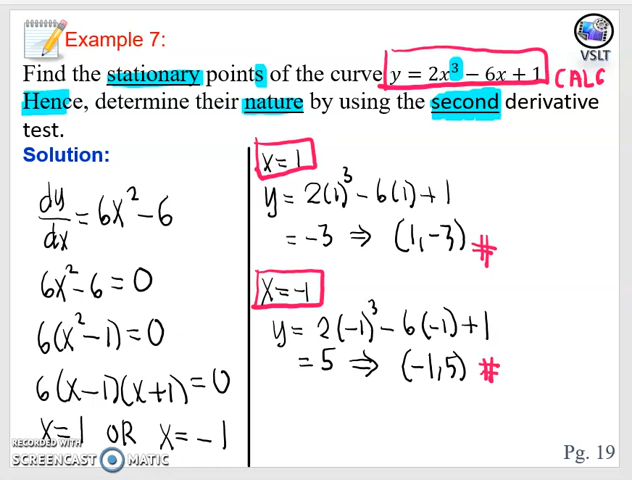 Example 7:
VSLT
Find the stationary points of the curve y = 2x³ − 6x + 1 CALC
Hence, determine their nature by using the second derivative
test.
Solution:
dy/dx = 6x² − 6
6x² − 6 = 0
6(x² − 1) = 0
6(x − 1)(x + 1) = 0
x = 1 OR x = −1
x = 1
y = 2(1)³ − 6(1) + 1
= −3 ⇒ (1, −3) #
x = −1
y = 2(−1)³ − 6(−1) + 1
= 5 ⇒ (−1, 5) #
RECORDED WITH
SCREENCAST MATIC
Pg. 19